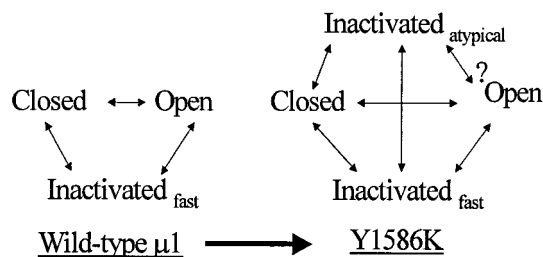 Inactivated atypical
?
Closed Open Closed Open
Inactivated fast Inactivated fast
Wild-type μ1 Y1586K